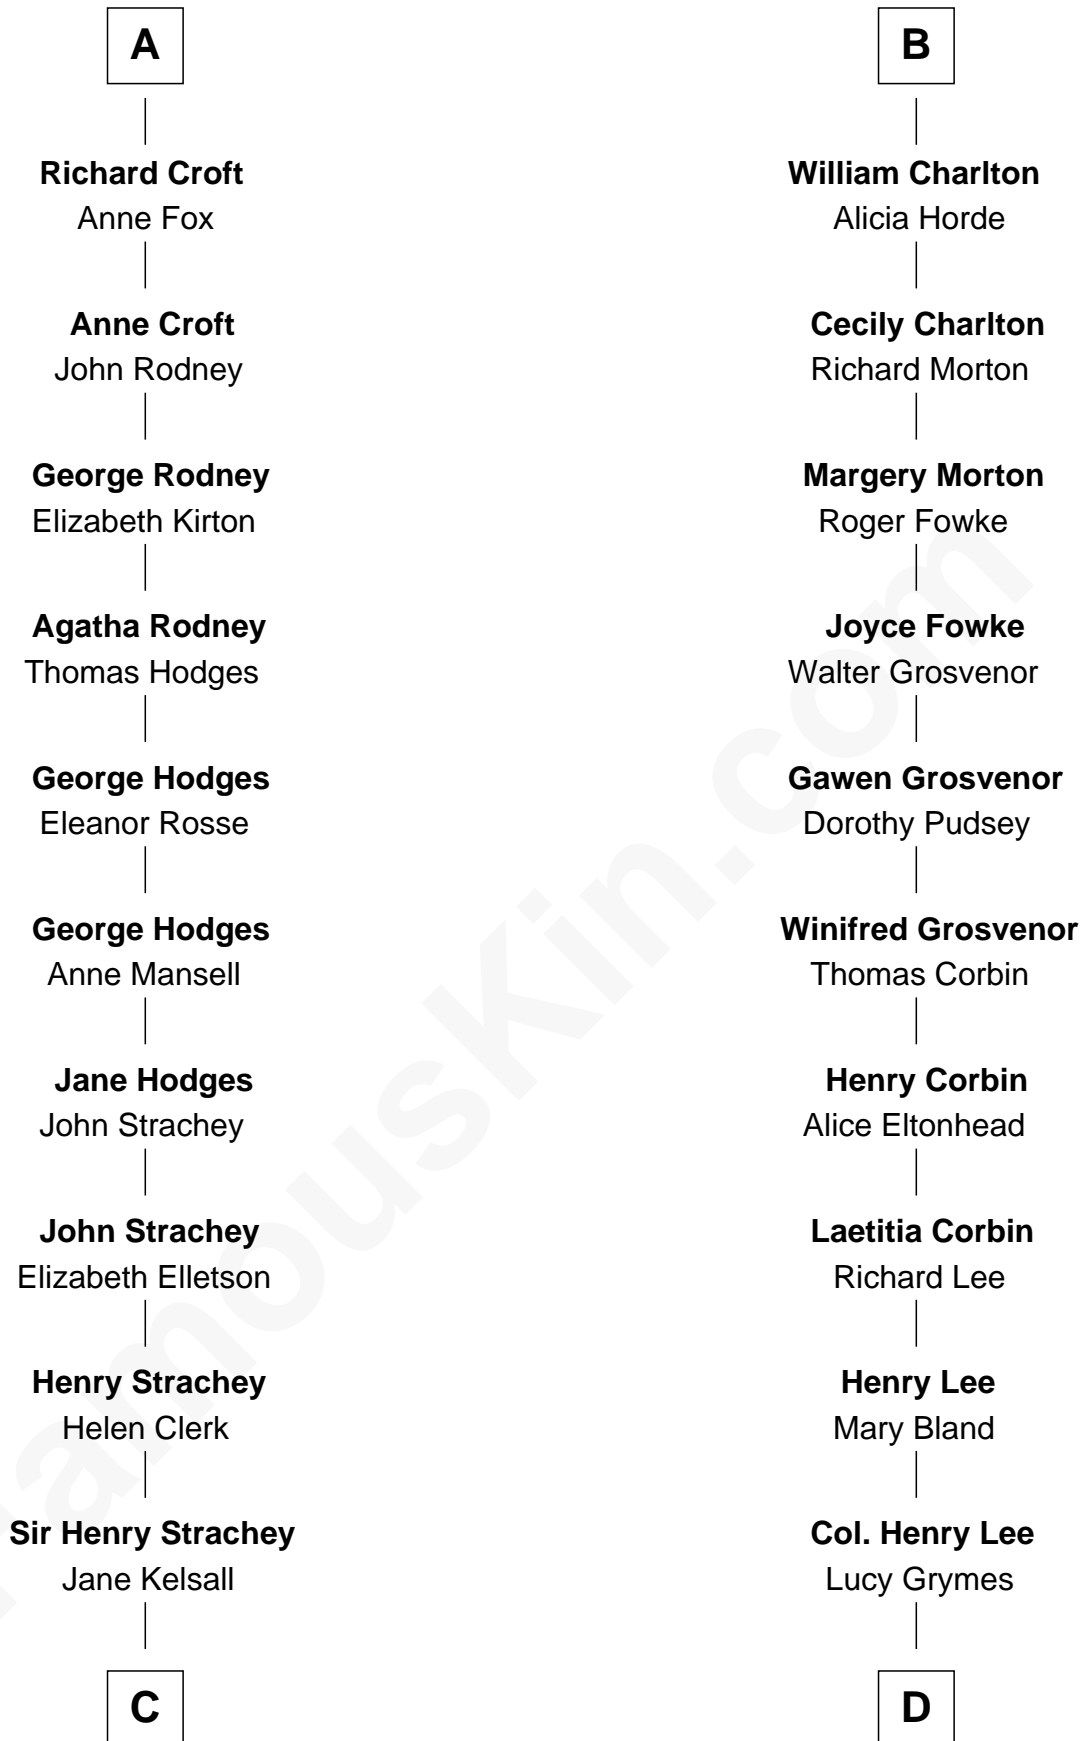 A
Richard Croft
Anne Fox
Anne Croft
John Rodney
George Rodney
Elizabeth Kirton
Agatha Rodney
Thomas Hodges
George Hodges
Eleanor Rosse
George Hodges
Anne Mansell
Jane Hodges
John Strachey
John Strachey
Elizabeth Elletson
Henry Strachey
Helen Clerk
Sir Henry Strachey
Jane Kelsall
C
B
William Charlton
Alicia Horde
Cecily Charlton
Richard Morton
Margery Morton
Roger Fowke
Joyce Fowke
Walter Grosvenor
Gawen Grosvenor
Dorothy Pudsey
Winifred Grosvenor
Thomas Corbin
Henry Corbin
Alice Eltonhead
Laetitia Corbin
Richard Lee
Henry Lee
Mary Bland
Col. Henry Lee
Lucy Grymes
D
FamousKin.com